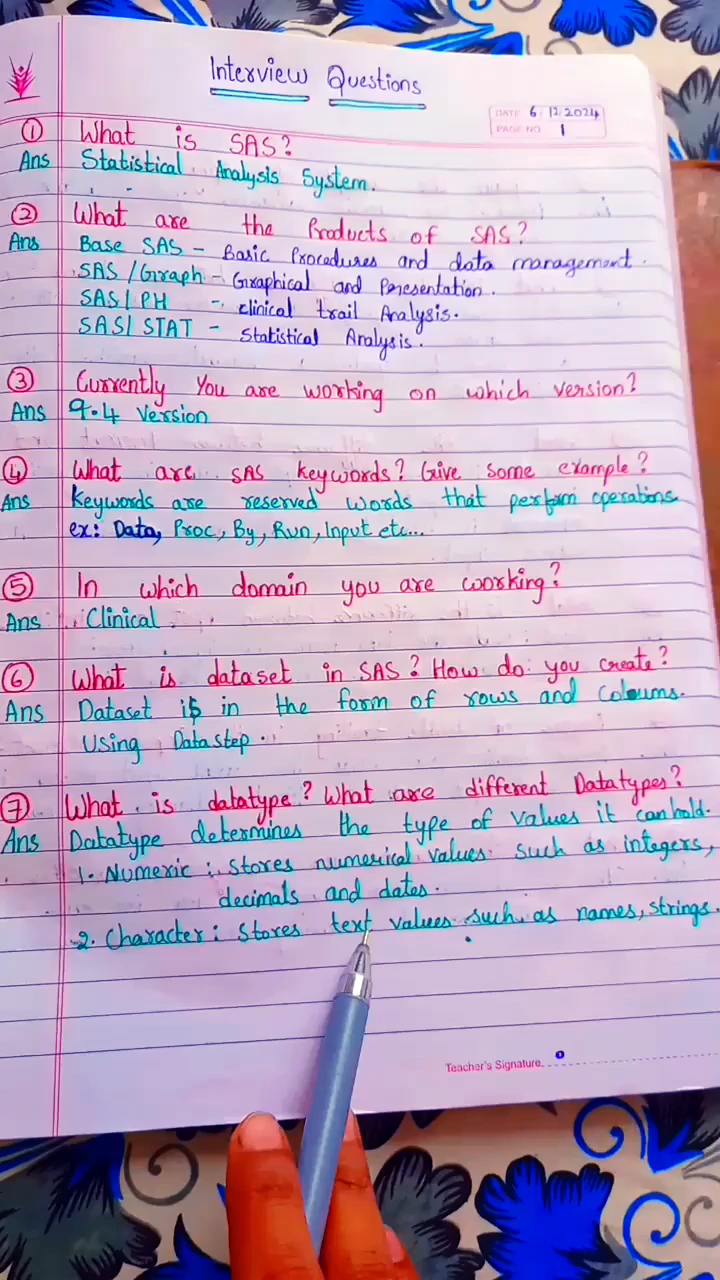 Interview Questions
DATE 6/12/2024
PAGE NO. 1
① What is SAS?
Ans Statistical Analysis System.
② What are the Products of SAS?
Ans Base SAS - Basic Procedures and data management.
SAS/Graph - Graphical and Presentation.
SAS/PH - clinical trail Analysis.
SAS/STAT - Statistical Analysis.
③ Currently You are working on which version?
Ans 9.4 Version
④ What are SAS keywords? Give some example?
Ans Keywords are reserved words that perform operations
ex: Data, Proc, By, Run, Input etc...
⑤ In which domain you are working?
Ans Clinical
⑥ What is dataset in SAS? How do you create?
Ans Dataset is in the form of rows and coloums.
Using Datastep.
⑦ What is datatype? What are different Datatypes?
Ans Datatype determines the type of values it can hold.
1. Numeric: Stores numerical values such as integers,
decimals and dates.
2. Character: Stores text values such as names, strings.
Teacher's Signature